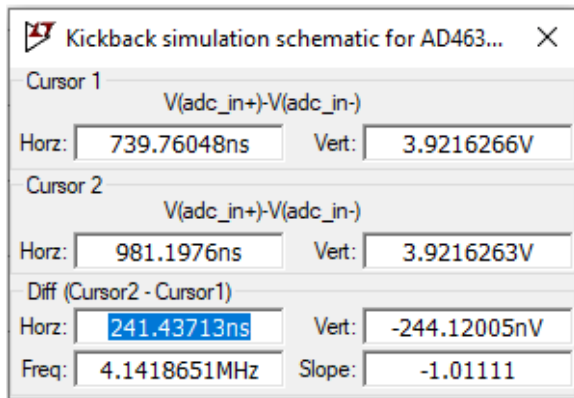 Kickback simulation schematic for AD463...
Cursor 1
V(adc_in+)-V(adc_in-)
Horz: 739.76048ns Vert: 3.9216266V
Cursor 2
V(adc_in+)-V(adc_in-)
Horz: 981.1976ns Vert: 3.9216263V
Diff (Cursor2 - Cursor1)
Horz: 241.43713ns Vert: -244.12005nV
Freq: 4.1418651MHz Slope: -1.01111